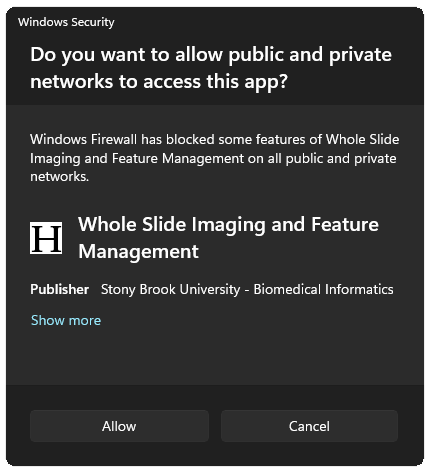 Windows Security
Do you want to allow public and private
networks to access this app?
Windows Firewall has blocked some features of Whole Slide
Imaging and Feature Management on all public and private
networks.
H
Whole Slide Imaging and Feature
Management
Publisher Stony Brook University - Biomedical Informatics
Show more
Allow Cancel